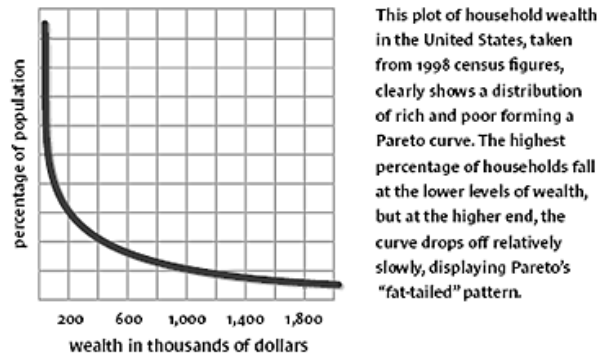 percentage of population
200 600 1,000 1,400 1,800
wealth in thousands of dollars
This plot of household wealth
in the United States, taken
from 1998 census figures,
clearly shows a distribution
of rich and poor forming a
Pareto curve. The highest
percentage of households fall
at the lower levels of wealth,
but at the higher end, the
curve drops off relatively
slowly, displaying Pareto's
"fat-tailed" pattern.